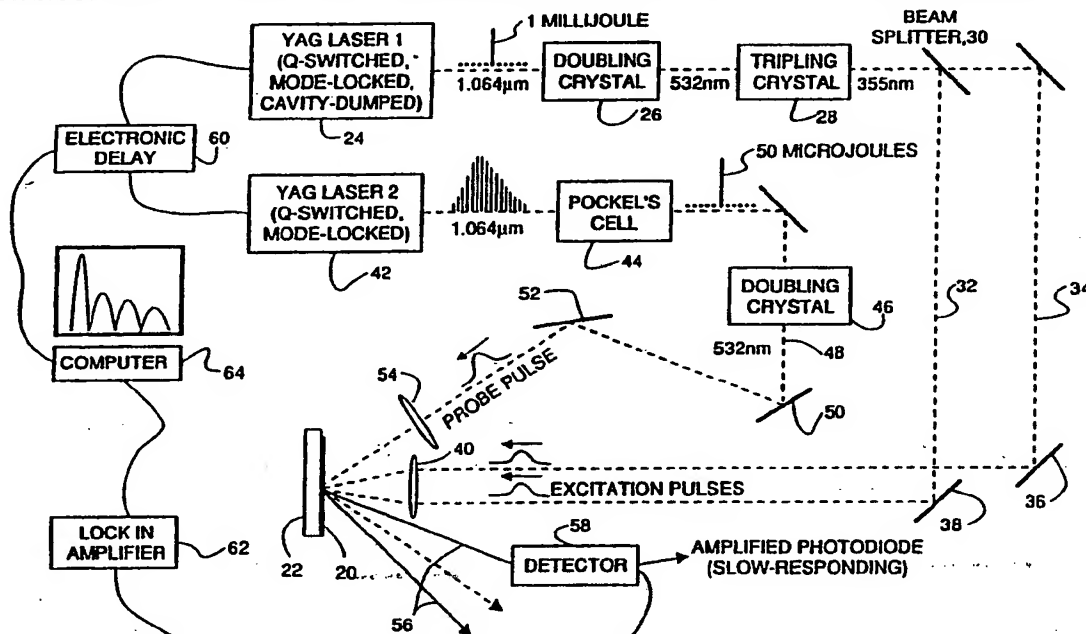 1 MILLIJOULE
BEAM
SPLITTER,30
YAG LASER 1
(Q-SWITCHED,
MODE-LOCKED,
CAVITY-DUMPED)
24
1.064µm
DOUBLING
CRYSTAL
26
532nm
TRIPLING
CRYSTAL
28
355nm
ELECTRONIC
DELAY
60
50 MICROJOULES
YAG LASER 2
(Q-SWITCHED,
MODE-LOCKED)
42
1.064µm
POCKEL'S
CELL
44
DOUBLING
CRYSTAL
46
532nm
48
32
34
52
50
COMPUTER
64
54
PROBE PULSE
40
EXCITATION PULSES
36
38
LOCK IN
AMPLIFIER
62
22
20
58
DETECTOR
AMPLIFIED PHOTODIODE
(SLOW-RESPONDING)
56